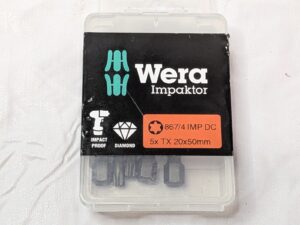 Wera
Impaktor
867/4 IMP DC
IMPACT
PROOF
DIAMOND
5x TX 20x50mm